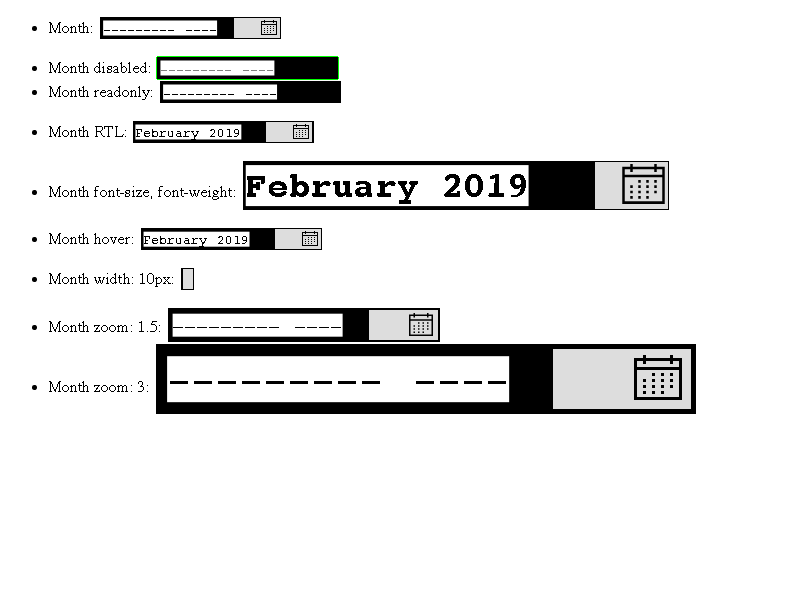 Month: --------- ----
Month disabled: --------- ----
Month readonly: --------- ----
Month RTL: February 2019
Month font-size, font-weight: February 2019
Month hover: February 2019
Month width: 10px:
Month zoom: 1.5: --------- ----
Month zoom: 3: --------- ----